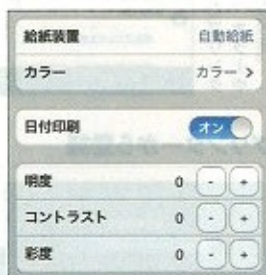 給紙装置 自動給紙
カラー カラー >
日付印刷 オン
明度 0 - +
コントラスト 0 - +
彩度 0 - +